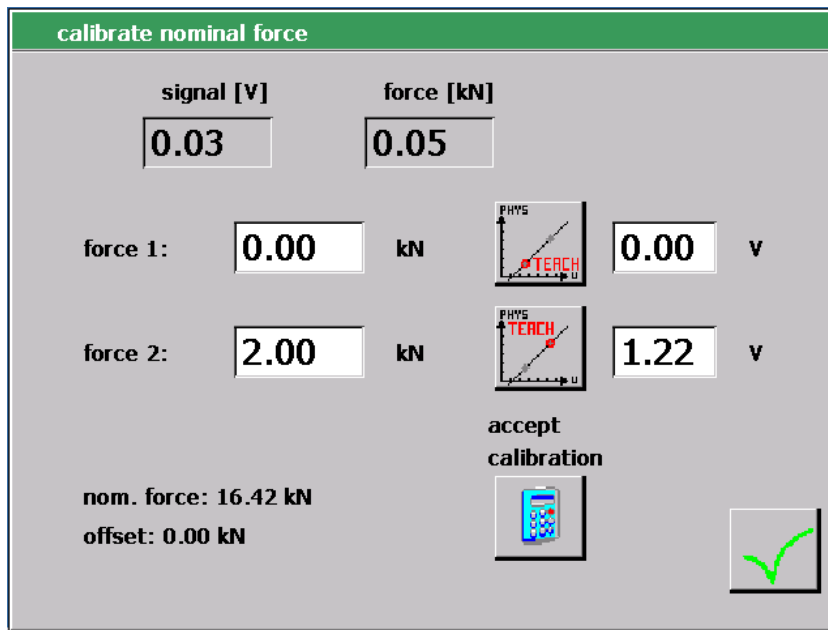 calibrate nominal force
signal [V] force [kN]
0.03 0.05
force 1: 0.00 kN PHYS TEACH U 0.00 V
force 2: 2.00 kN PHYS TEACH U 1.22 V
accept
calibration
nom. force: 16.42 kN
offset: 0.00 kN